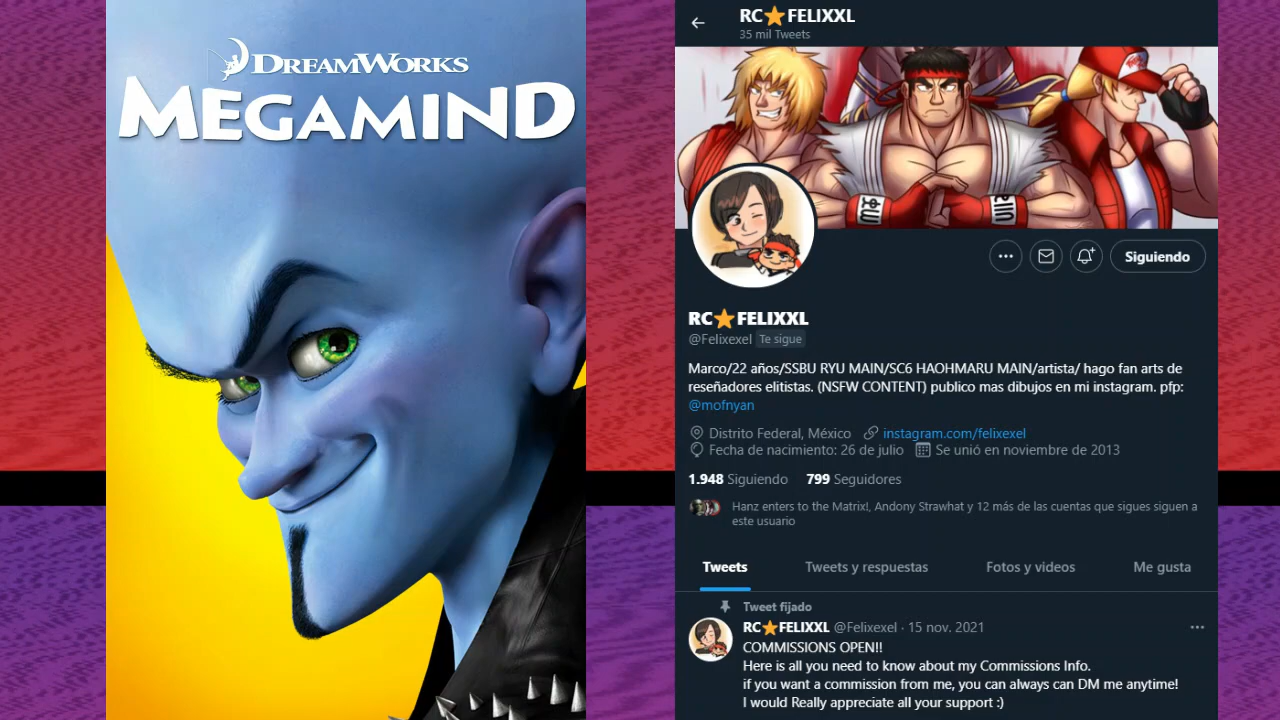 DREAMWORKS
MEGAMIND
RC⭐FELIXXL
35 mil Tweets
Siguiendo
RC⭐FELIXXL
@Felixexel Te sigue
Marco/22 años/SSBU RYU MAIN/SC6 HAOHMARU MAIN/artista/ hago fan arts de
reseñadores elitistas. (NSFW CONTENT) publico mas dibujos en mi instagram. pfp:
@mofnyan
Distrito Federal, México instagram.com/felixexel
Fecha de nacimiento: 26 de julio Se unió en noviembre de 2013
1.948 Siguiendo 799 Seguidores
Hanz enters to the Matrix!, Andony Strawhat y 12 más de las cuentas que sigues siguen a
este usuario
Tweets Tweets y respuestas Fotos y videos Me gusta
Tweet fijado
RC⭐FELIXXL @Felixexel · 15 nov. 2021
COMMISSIONS OPEN!!
Here is all you need to know about my Commissions Info.
if you want a commission from me, you can always can DM me anytime!
I would Really appreciate all your support :)